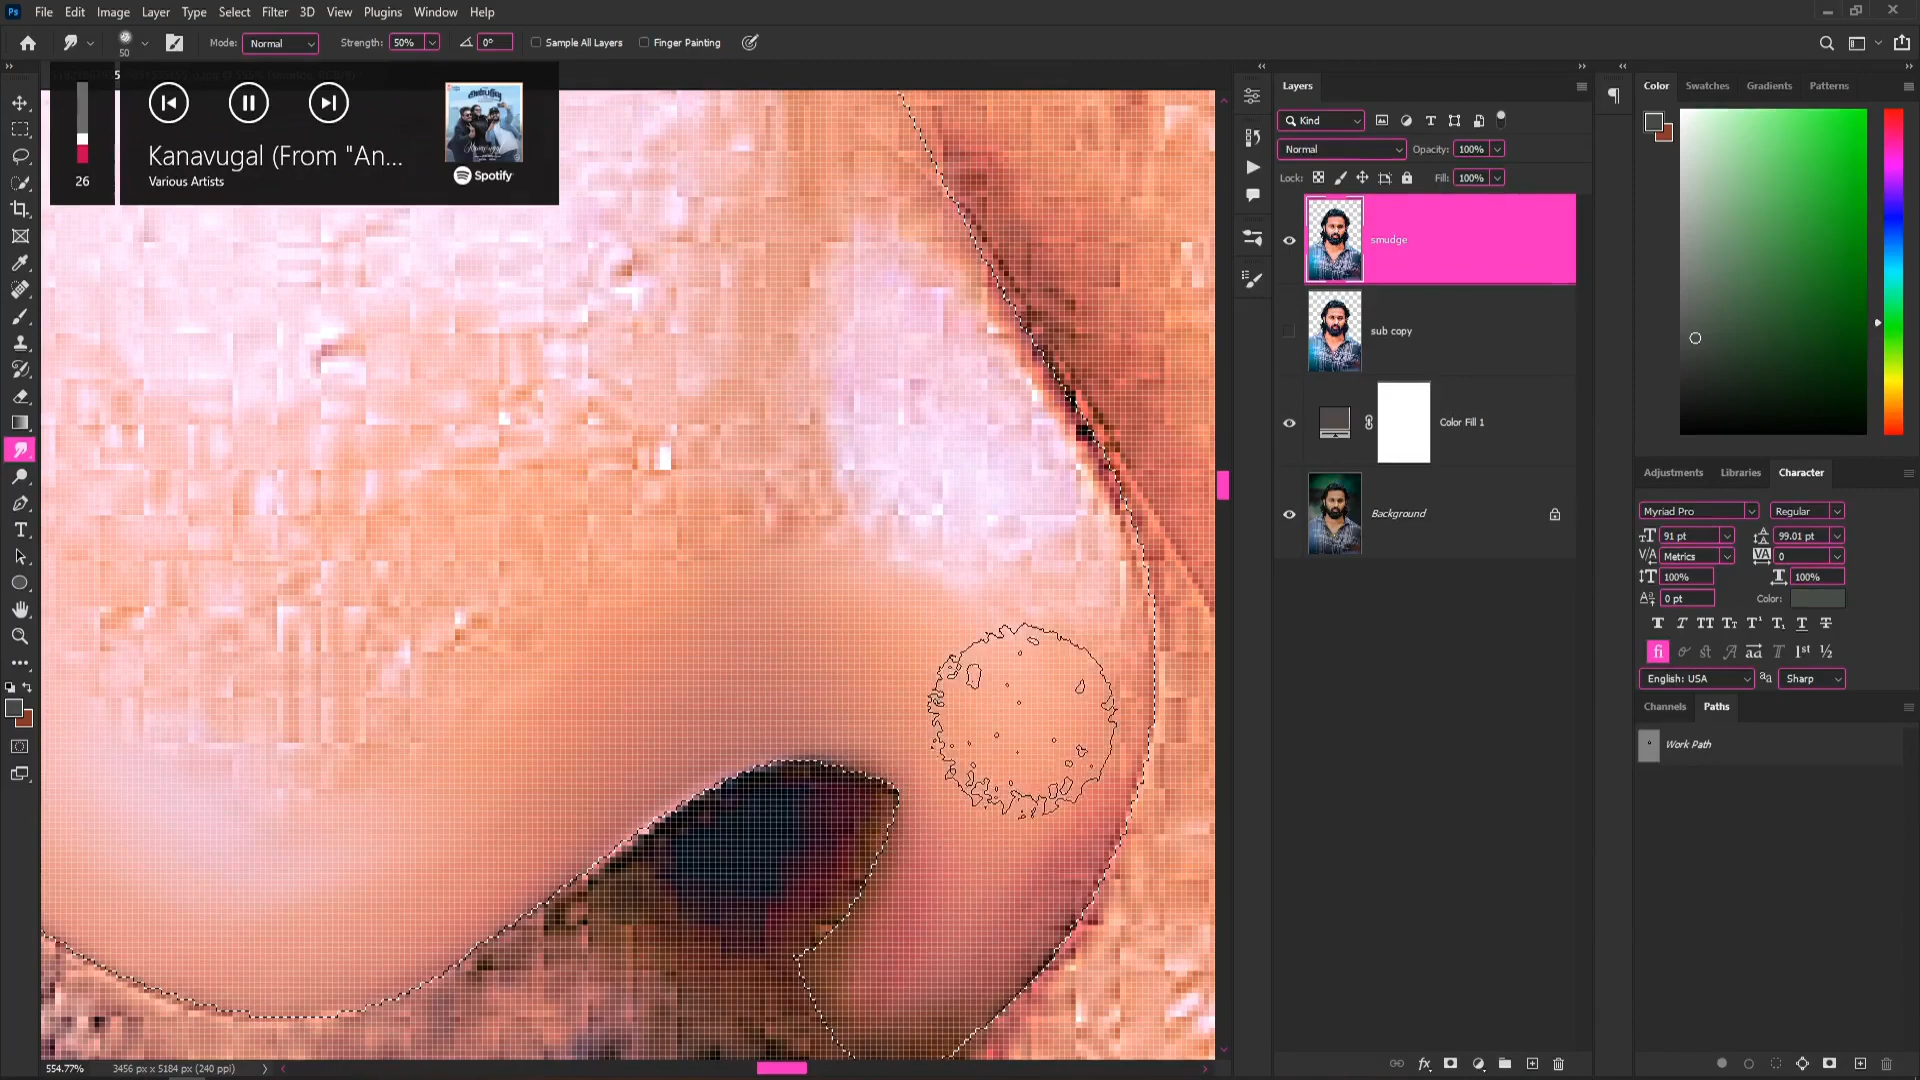 Ps File Edit Image Layer Type Select Filter 3D View Plugins Window Help
50 Mode: Normal Strength: 50% 0° Sample All Layers Finger Painting
26
Kanavugal (From "An...
Various Artists
Spotify
Layers
Kind
Normal Opacity: 100%
Lock: Fill: 100%
smudge
sub copy
Color Fill 1
Background
Color Swatches Gradients Patterns
Adjustments Libraries Character
Myriad Pro Regular
91 pt 99.01 pt
Metrics 0
100% 100%
0 pt Color:
English: USA Sharp
Channels Paths
Work Path
554.77% 3456 px x 5184 px (240 ppi)